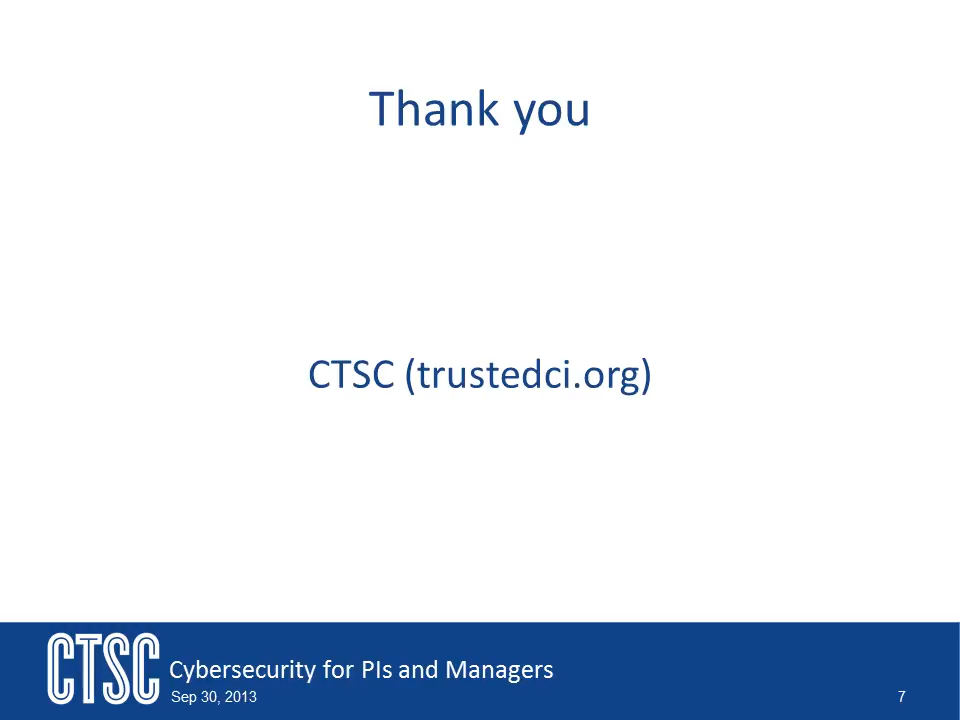 Thank you
CTSC (trustedci.org)
CTSC
Cybersecurity for PIs and Managers
Sep 30, 2013
7